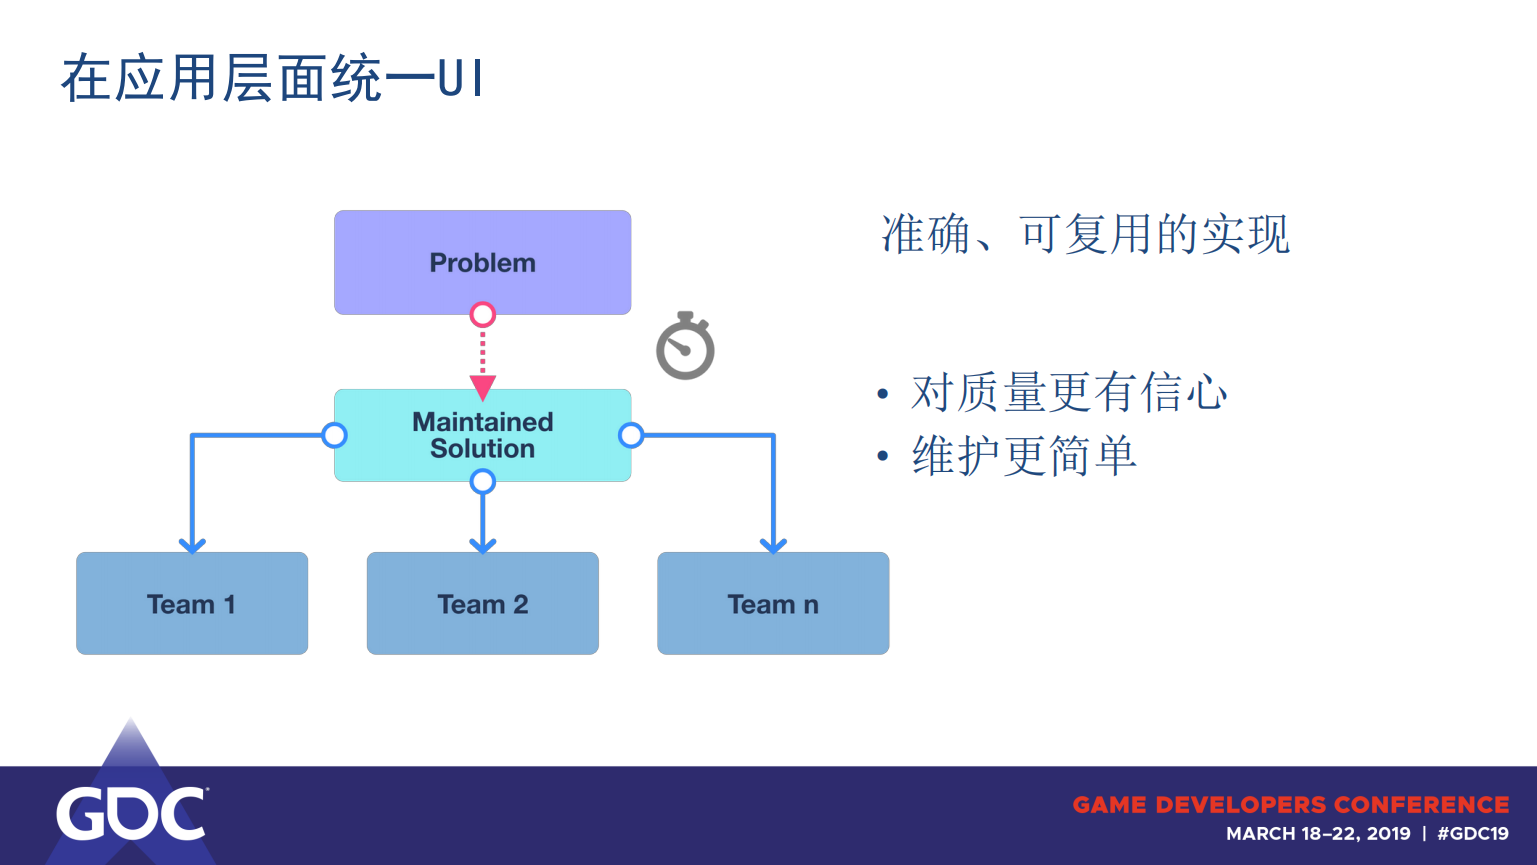 在应用层面统一UI
Problem
Maintained
Solution
Team 1
Team 2
Team n
准确、可复用的实现
• 对质量更有信心
• 维护更简单
GDC
GAME DEVELOPERS CONFERENCE
MARCH 18–22, 2019 | #GDC19